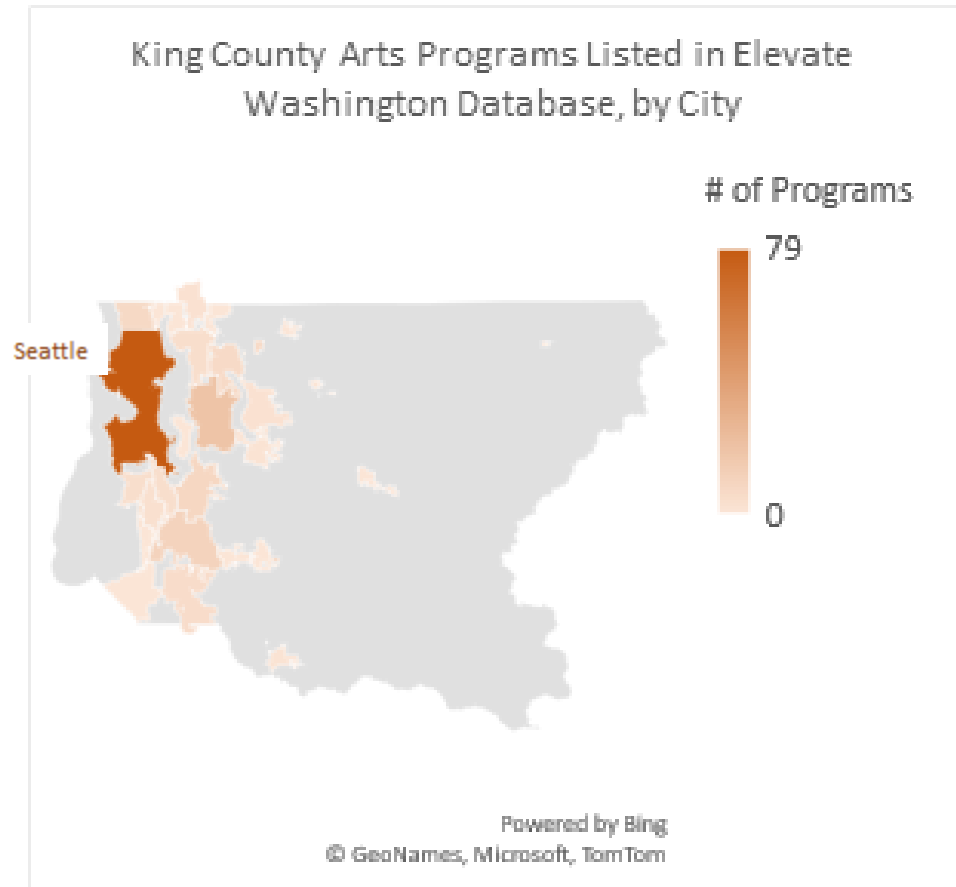 King County Arts Programs Listed in Elevate
Washington Database, by City
# of Programs
79
Seattle
0
Powered by Bing
© GeoNames, Microsoft, TomTom